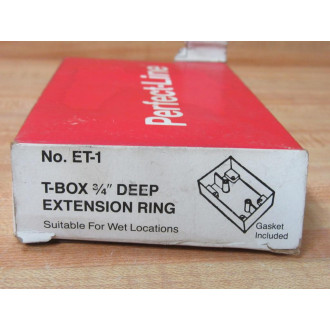 Perfect-Line
No. ET-1
T-BOX 3/4" DEEP
EXTENSION RING
Suitable For Wet Locations
Gasket
Included